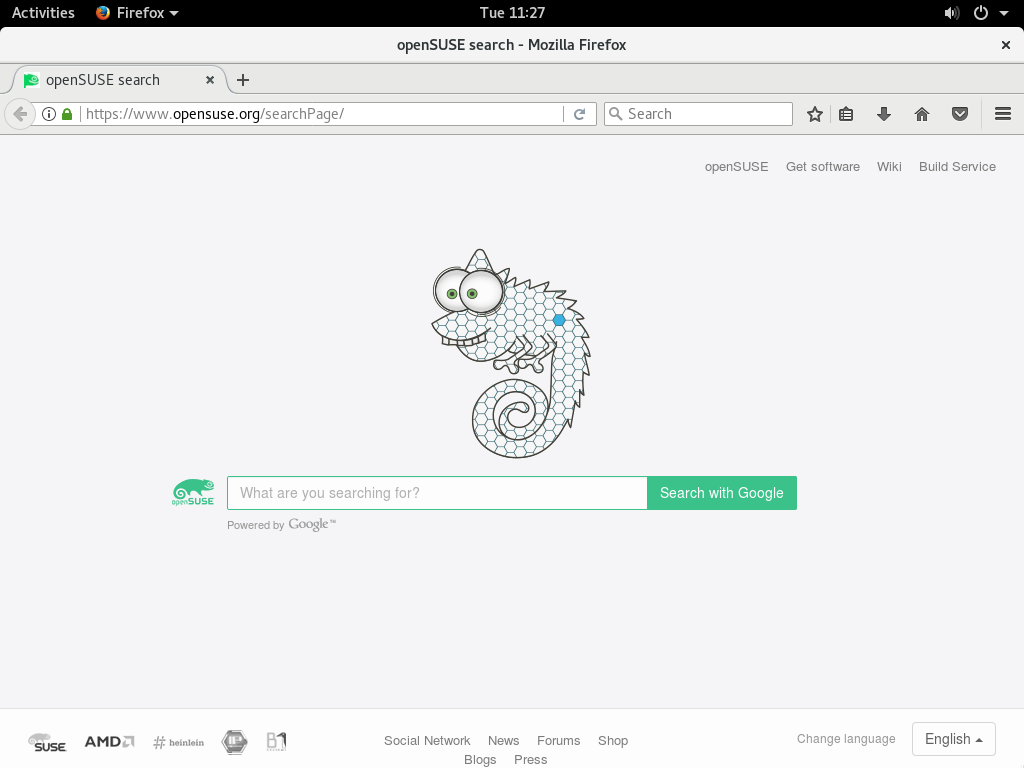 Activities Firefox Tue 11:27
openSUSE search - Mozilla Firefox
openSUSE search
https://www.opensuse.org/searchPage/ Search
openSUSE Get software Wiki Build Service
openSUSE What are you searching for? Search with Google
Powered by Google™
SUSE AMD # heinlein B1 Social Network News Forums Shop Change language English
Blogs Press